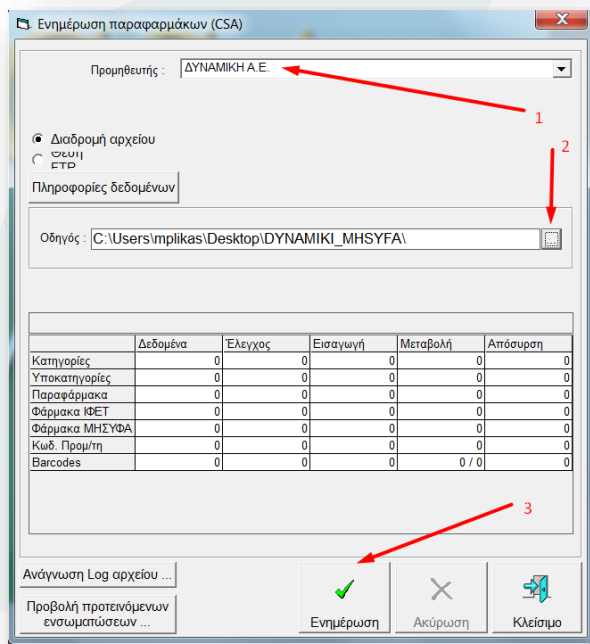 Ενημέρωση παραφαρμάκων (CSA)
Προμηθευτής : ΔΥΝΑΜΙΚΗ Α.Ε.
1
Διαδρομή αρχείου
2
Θέση
FTP
Πληροφορίες δεδομένων
Οδηγός : C:\Users\mplikas\Desktop\DYNAMIKI_MHSYFA\ ...
Δεδομένα Έλεγχος Εισαγωγή Μεταβολή Απόσυρση
Κατηγορίες 0 0 0 0 0
Υποκατηγορίες 0 0 0 0 0
Παραφάρμακα 0 0 0 0 0
Φάρμακα ΙΦΕΤ 0 0 0 0 0
Φάρμακα ΜΗΣΥΦΑ 0 0 0 0 0
Κωδ. Προμ/τη 0 0 0 0 0
Barcodes 0 0 0 0 / 0 0
3
Ανάγνωση Log αρχείου ...
Προβολή προτεινόμενων
ενσωματώσεων ...
Ενημέρωση Ακύρωση Κλείσιμο